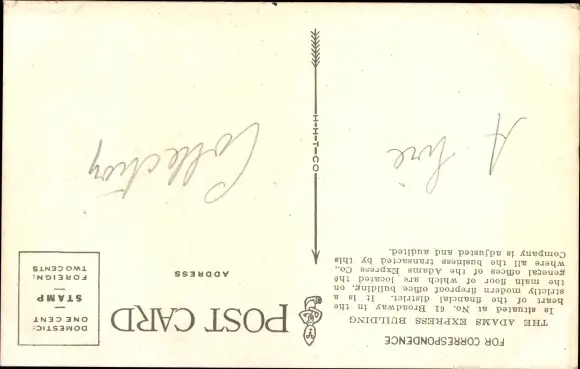 FOR CORRESPONDENCE
THE ADAMS EXPRESS BUILDING
Is situated at No. 61 Broadway in the
heart of the financial district. It is a
strictly modern fireproof office building, on
the main floor of which are located the
general offices of the Adams Express Co.,
where all the business transacted by this
Company is adjusted and audited.
POST CARD
DOMESTIC:
ONE CENT
STAMP
FOREIGN:
TWO CENTS
ADDRESS
H-H-T-CO
A
Collection